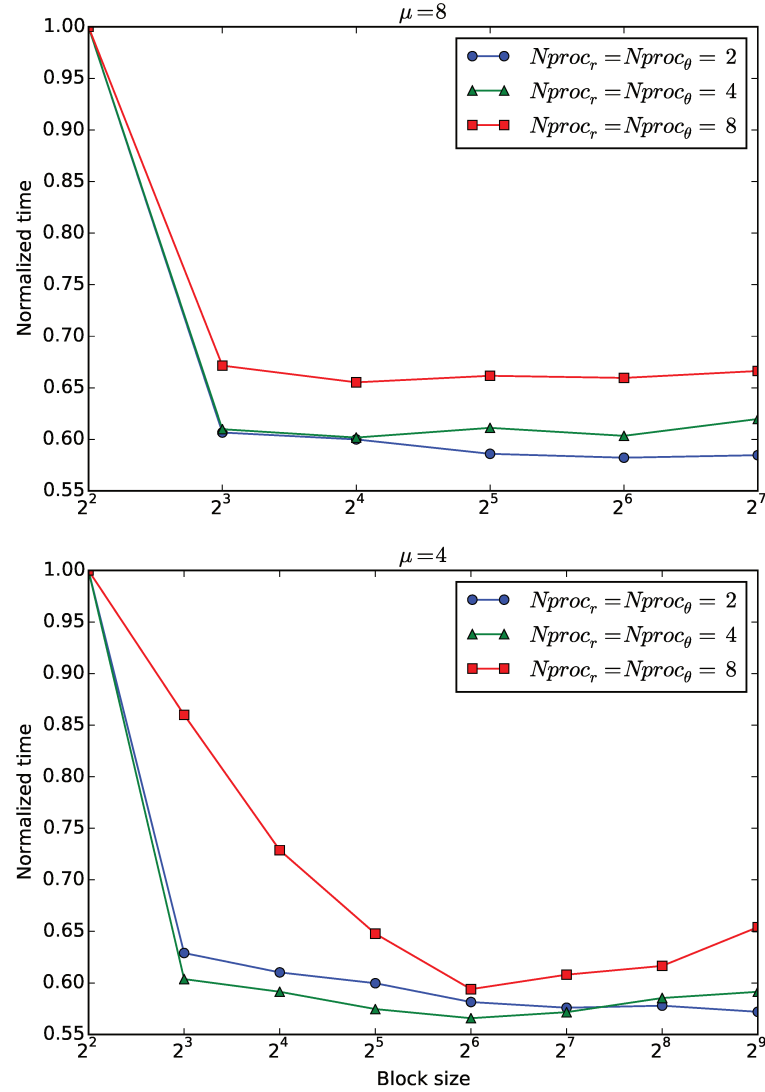 μ = 8
1.00
0.95
0.90
0.85
0.80
0.75
0.70
0.65
0.60
0.55
Normalized time
Nproc_r = Nproc_θ = 2
Nproc_r = Nproc_θ = 4
Nproc_r = Nproc_θ = 8
2^2 2^3 2^4 2^5 2^6 2^7
μ = 4
1.00
0.95
0.90
0.85
0.80
0.75
0.70
0.65
0.60
0.55
Normalized time
Nproc_r = Nproc_θ = 2
Nproc_r = Nproc_θ = 4
Nproc_r = Nproc_θ = 8
2^2 2^3 2^4 2^5 2^6 2^7 2^8 2^9
Block size